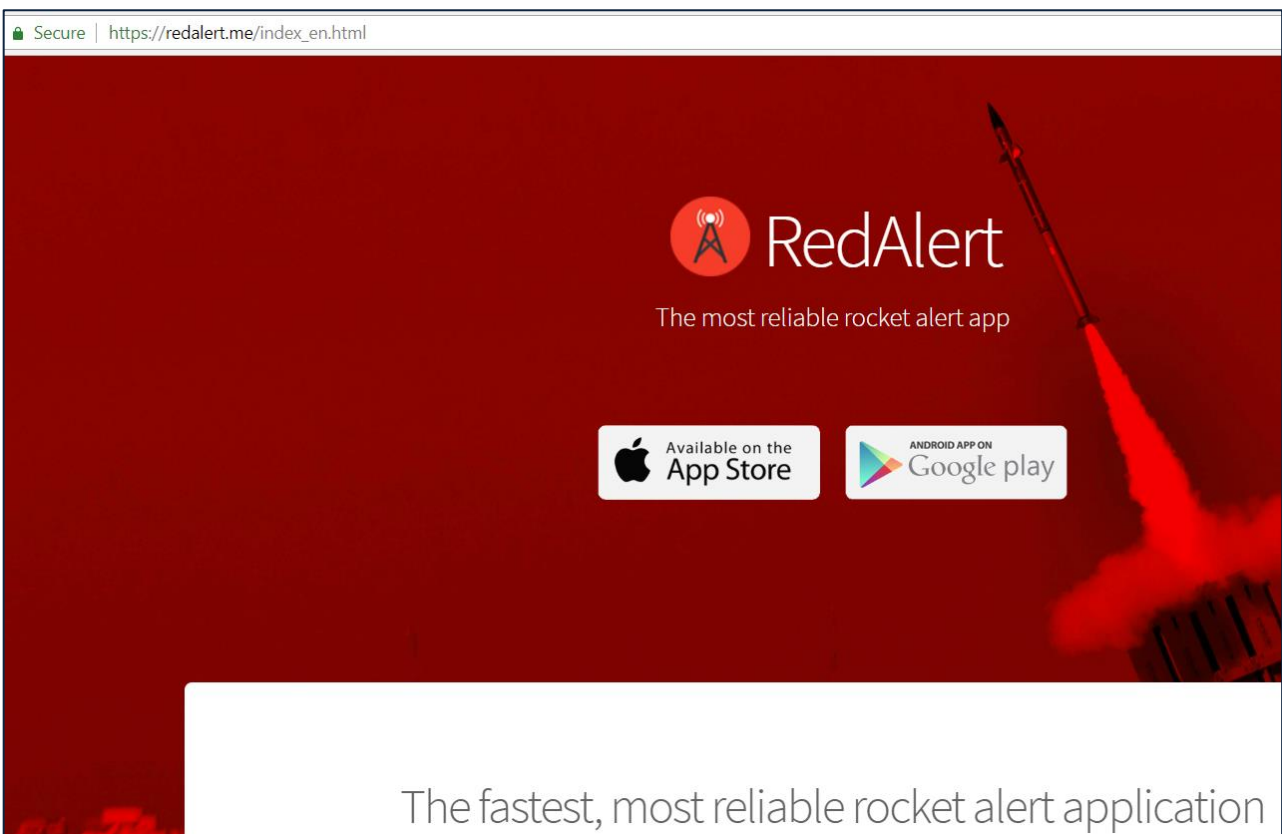 Secure | https://redalert.me/index_en.html
RedAlert
The most reliable rocket alert app
Available on the
App Store
ANDROID APP ON
Google play
The fastest, most reliable rocket alert application